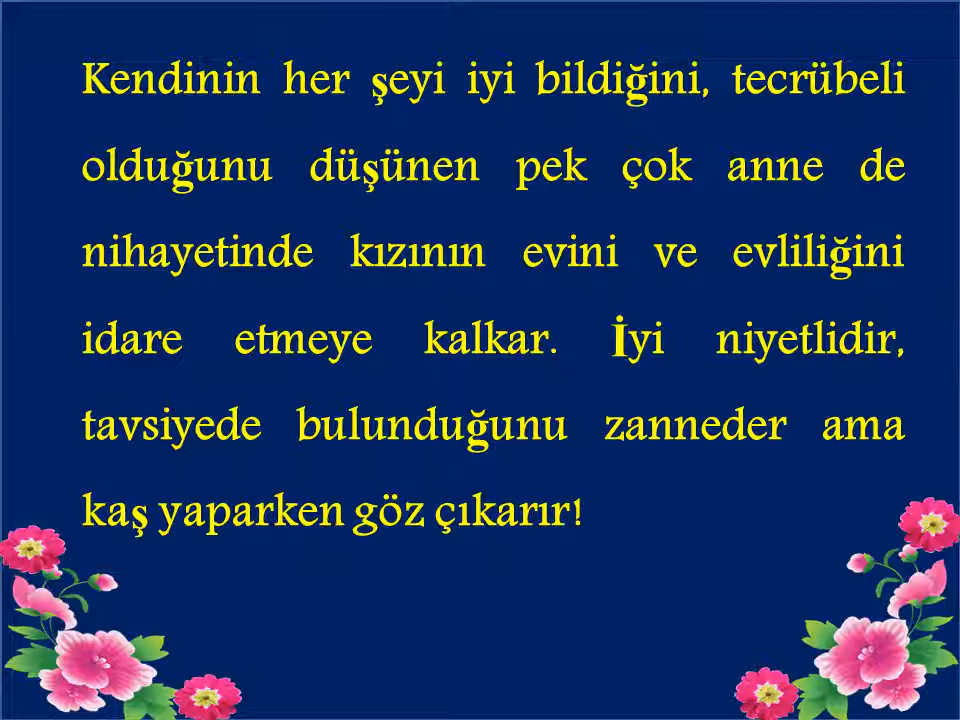 Kendinin her şeyi iyi bildiğini, tecrübeli
olduğunu düşünen pek çok anne de
nihayetinde kızının evini ve evliliğini
idare etmeye kalkar. İyi niyetlidir,
tavsiyede bulunduğunu zanneder ama
kaş yaparken göz çıkarır!